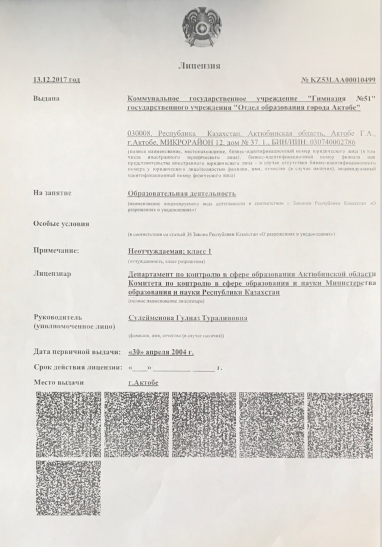 Лицензия
13.12.2017 год № KZ53LAA00010499
Выдана Коммунальное государственное учреждение "Гимназия №51"
государственного учреждения "Отдел образования города Актобе"
030008, Республика Казахстан, Актюбинская область, Актобе Г.А.,
г.Актобе, МИКРОРАЙОН 12, дом № 37, 1., БИН/ИИН: 030740002786
(полное наименование, местонахождение, бизнес-идентификационный номер юридического лица (в том
числе иностранного юридического лица), бизнес-идентификационный номер филиала или
представительства иностранного юридического лица – в случае отсутствия бизнес-идентификационного
номера у юридического лица/полностью фамилия, имя, отчество (в случае наличия), индивидуальный
идентификационный номер физического лица)
На занятие Образовательная деятельность
(наименование лицензируемого вида деятельности в соответствии с Законом Республики Казахстан «О
разрешениях и уведомлениях»)
Особые условия
(в соответствии со статьей 36 Закона Республики Казахстан «О разрешениях и уведомлениях»)
Примечание: Неотчуждаемая, класс 1
(отчуждаемость, класс разрешения)
Лицензиар Департамент по контролю в сфере образования Актюбинской области
Комитета по контролю в сфере образования и науки Министерства
образования и науки Республики Казахстан
(полное наименование лицензиара)
Руководитель Сулейменова Гулназ
(уполномоченное лицо)
(фамилия, имя, отчество (в случае наличия))
Дата первичной выдачи: «30» апреля 2004 г.
Срок действия лицензии: «___» __________ ______ г.
Место выдачи г.Актобе